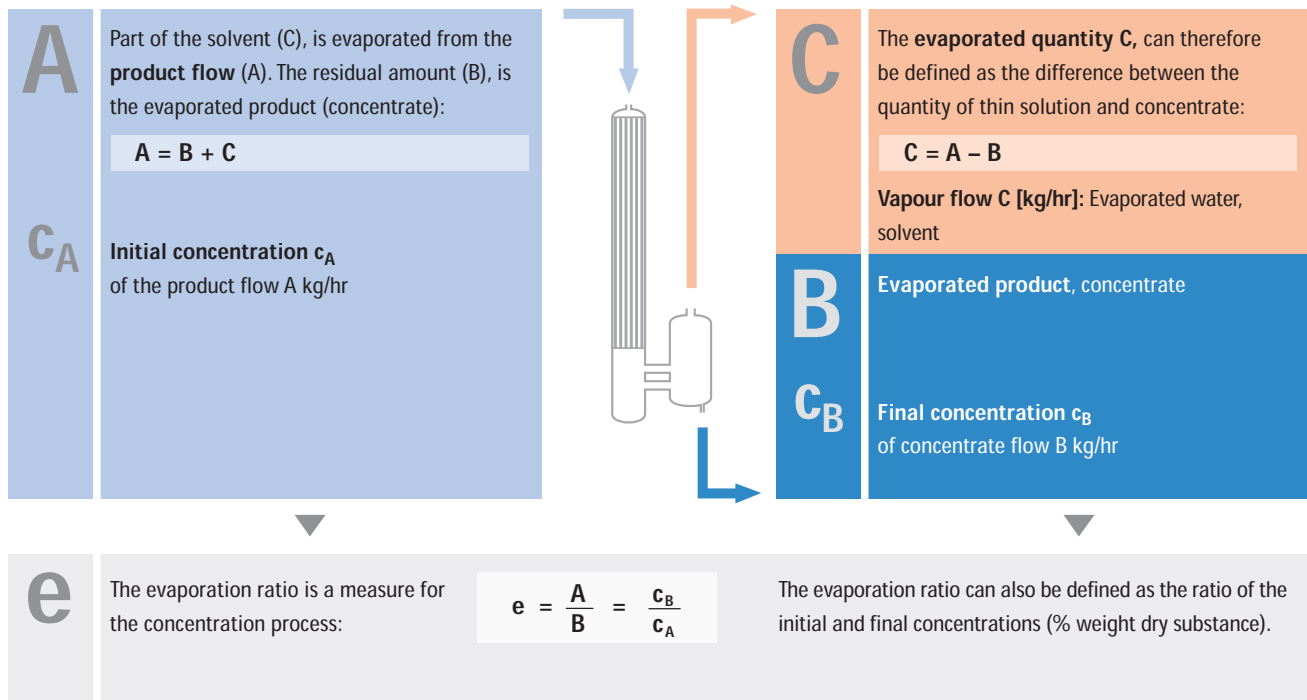 A
Part of the solvent (C), is evaporated from the
product flow (A). The residual amount (B), is
the evaporated product (concentrate):
A = B + C
cA
Initial concentration cA
of the product flow A kg/hr
C
The evaporated quantity C, can therefore
be defined as the difference between the
quantity of thin solution and concentrate:
C = A – B
Vapour flow C [kg/hr]: Evaporated water,
solvent
B
Evaporated product, concentrate
cB
Final concentration cB
of concentrate flow B kg/hr
e
The evaporation ratio is a measure for
the concentration process:
e = A/B = cB/cA
The evaporation ratio can also be defined as the ratio of the
initial and final concentrations (% weight dry substance).